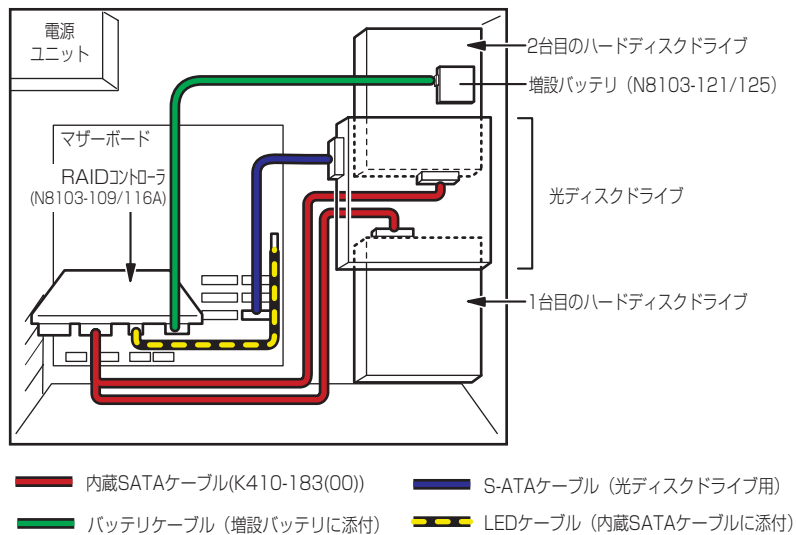 電源
ユニット
2台目のハードディスクドライブ
増設バッテリ（N8103-121/125）
マザーボード
RAIDコントローラ
(N8103-109/116A)
光ディスクドライブ
1台目のハードディスクドライブ
内蔵SATAケーブル(K410-183(00))
S-ATAケーブル（光ディスクドライブ用）
バッテリケーブル（増設バッテリに添付）
LEDケーブル（内蔵SATAケーブルに添付）